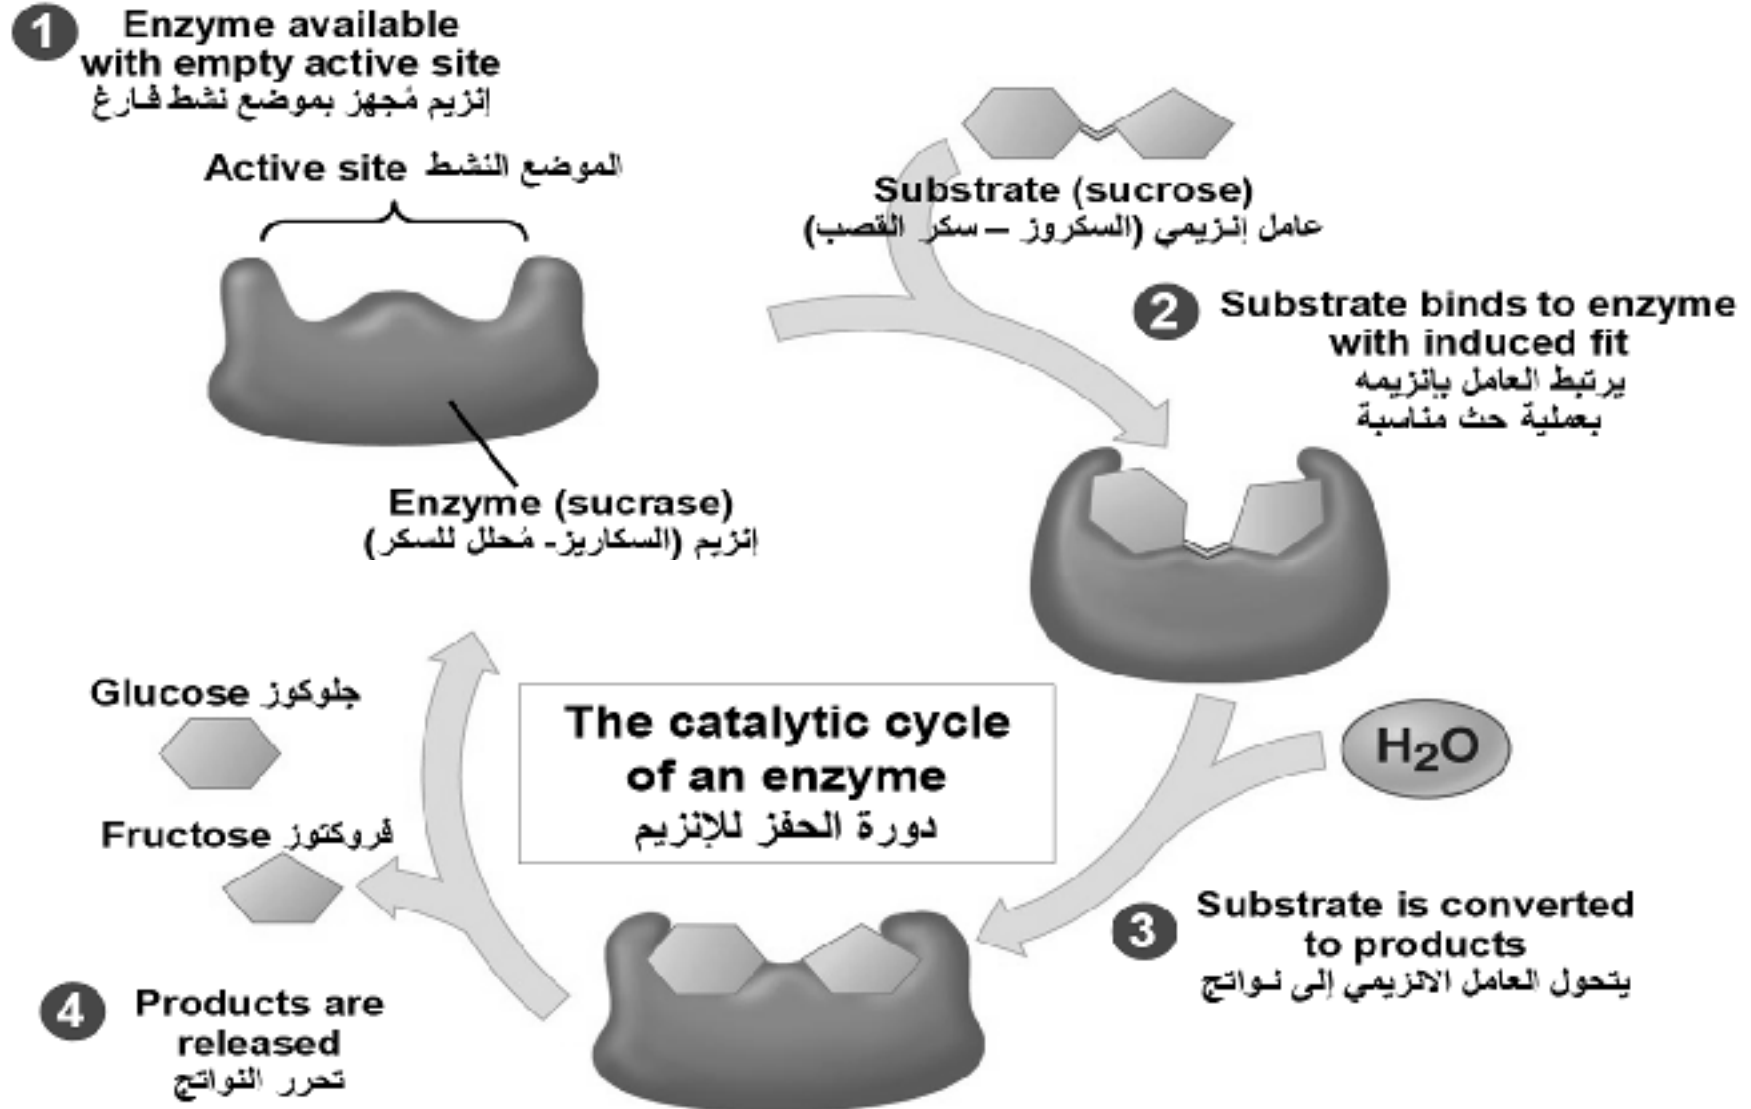 1 Enzyme available
with empty active site
إنزيم مُجهز بموضع نشط فارغ
Active site الموضع النشط
Enzyme (sucrase)
إنزيم (السكاريز- مُحلل للسكر)
Substrate (sucrose)
عامل إنزيمي (السكروز – سكر القصب)
2 Substrate binds to enzyme
with induced fit
يرتبط العامل بإنزيمه
بعملية حث مناسبة
H2O
The catalytic cycle
of an enzyme
دورة الحفز للإنزيم
3 Substrate is converted
to products
يتحول العامل الانزيمي إلى نواتج
Glucose جلوكوز
Fructose فروكتوز
4 Products are
released
تحرر النواتج